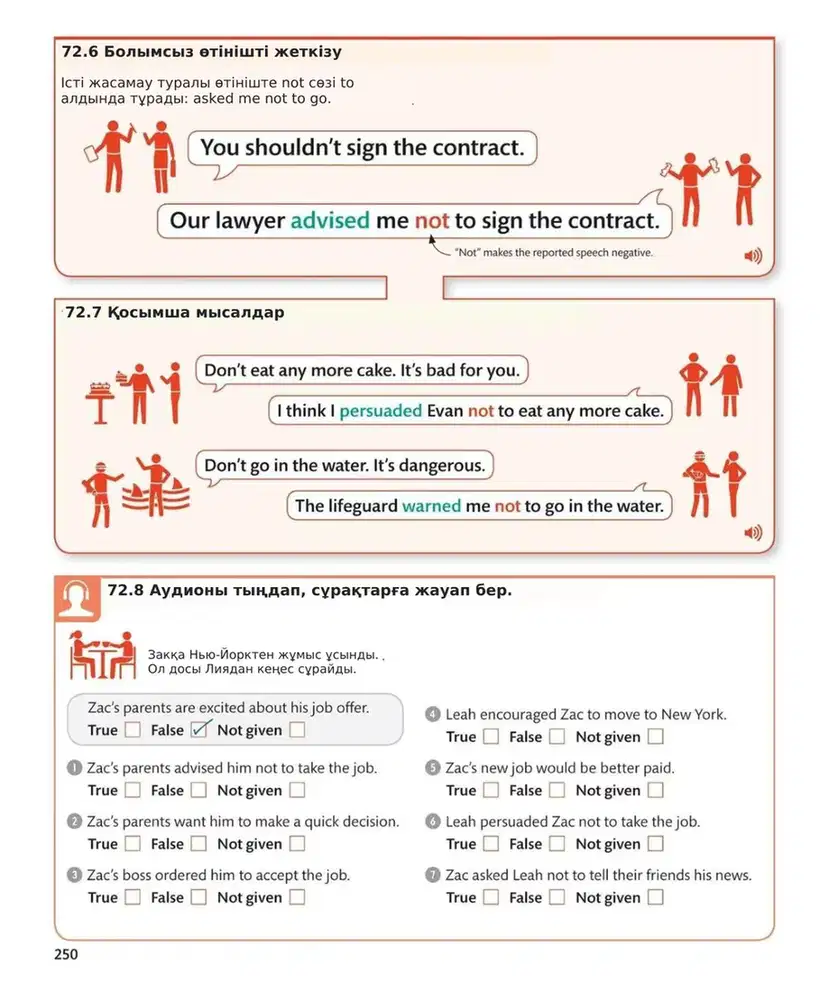 72.6 Болымсыз өтінішті жеткізу
Істі жасамау туралы өтініште not сөзі to
алдында тұрады: asked me not to go.
You shouldn't sign the contract.
Our lawyer advised me not to sign the contract.
"Not" makes the reported speech negative.
72.7 Қосымша мысалдар
Don't eat any more cake. It's bad for you.
I think I persuaded Evan not to eat any more cake.
Don't go in the water. It's dangerous.
The lifeguard warned me not to go in the water.
72.8 Аудионы тыңдап, сұрақтарға жауап бер.
Закқа Нью-Йорктен жұмыс ұсынды.
Ол досы Лиядан кеңес сұрайды.
Zac's parents are excited about his job offer.
True False Not given
1 Zac's parents advised him not to take the job.
True False Not given
2 Zac's parents want him to make a quick decision.
True False Not given
3 Zac's boss ordered him to accept the job.
True False Not given
4 Leah encouraged Zac to move to New York.
True False Not given
5 Zac's new job would be better paid.
True False Not given
6 Leah persuaded Zac not to take the job.
True False Not given
7 Zac asked Leah not to tell their friends his news.
True False Not given
250